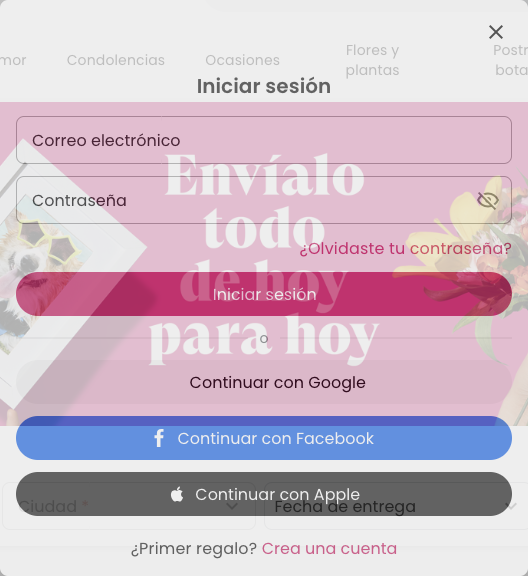 mor
Condolencias
Ocasiones
Flores y
plantas
Postr
bota
Iniciar sesión
Correo electrónico
Envíalo
Contraseña
todo
¿Olvidaste tu contraseña?
de hoy
Iniciar sesión
para hoy
o
Continuar con Google
Continuar con Facebook
Continuar con Apple
Ciudad *
Fecha de entrega
¿Primer regalo? Crea una cuenta